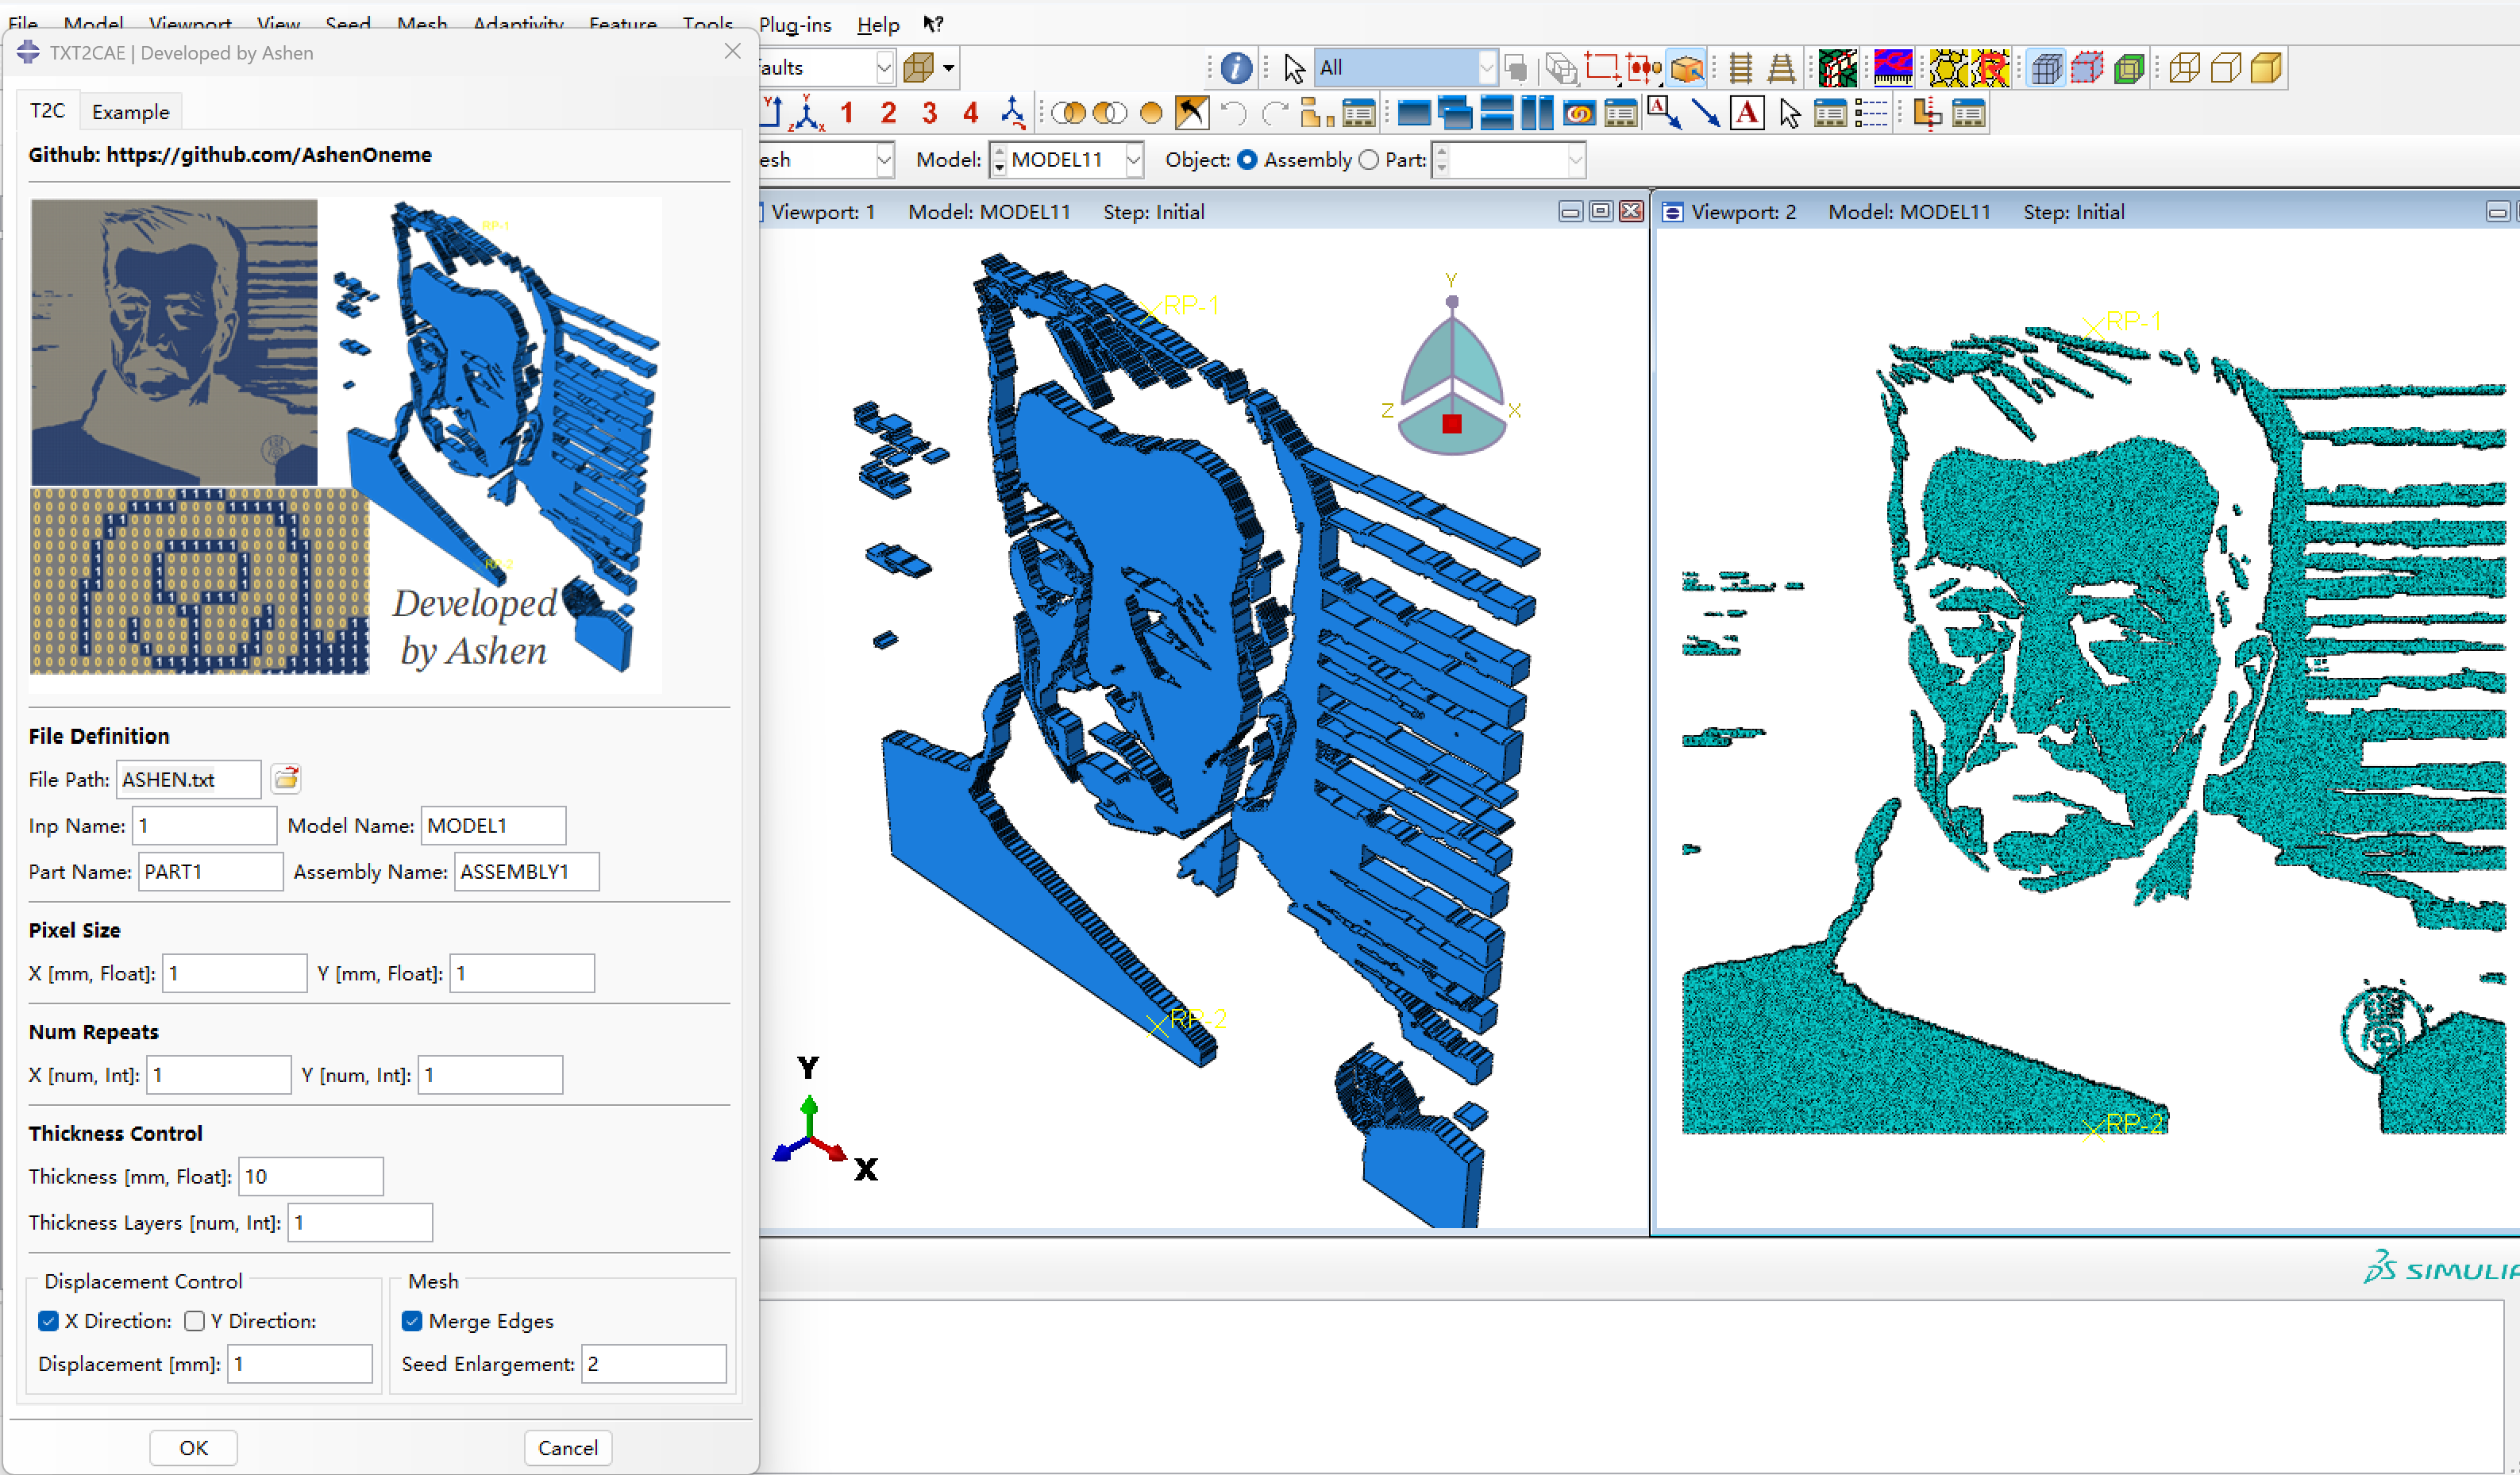 File Model Viewport View Seed Mesh Adaptivity Feature Tools Plug-ins Help
TXT2CAE | Developed by Ashen
T2C Example
Github: https://github.com/AshenOneme
RP-1
RP-2
Developed
by Ashen
File Definition
File Path: ASHEN.txt
Inp Name: 1 Model Name: MODEL1
Part Name: PART1 Assembly Name: ASSEMBLY1
Pixel Size
X [mm, Float]: 1 Y [mm, Float]: 1
Num Repeats
X [num, Int]: 1 Y [num, Int]: 1
Thickness Control
Thickness [mm, Float]: 10
Thickness Layers [num, Int]: 1
Displacement Control Mesh
X Direction: Y Direction: Merge Edges
Displacement [mm]: 1 Seed Enlargement: 2
OK Cancel
faults All
1 2 3 4 A A
esh Model: MODEL11 Object: Assembly Part:
Viewport: 1 Model: MODEL11 Step: Initial
RP-1
Y
Z X
RP-2
Y
X
Viewport: 2 Model: MODEL11 Step: Initial
RP-1
RP-2
SIMULIA